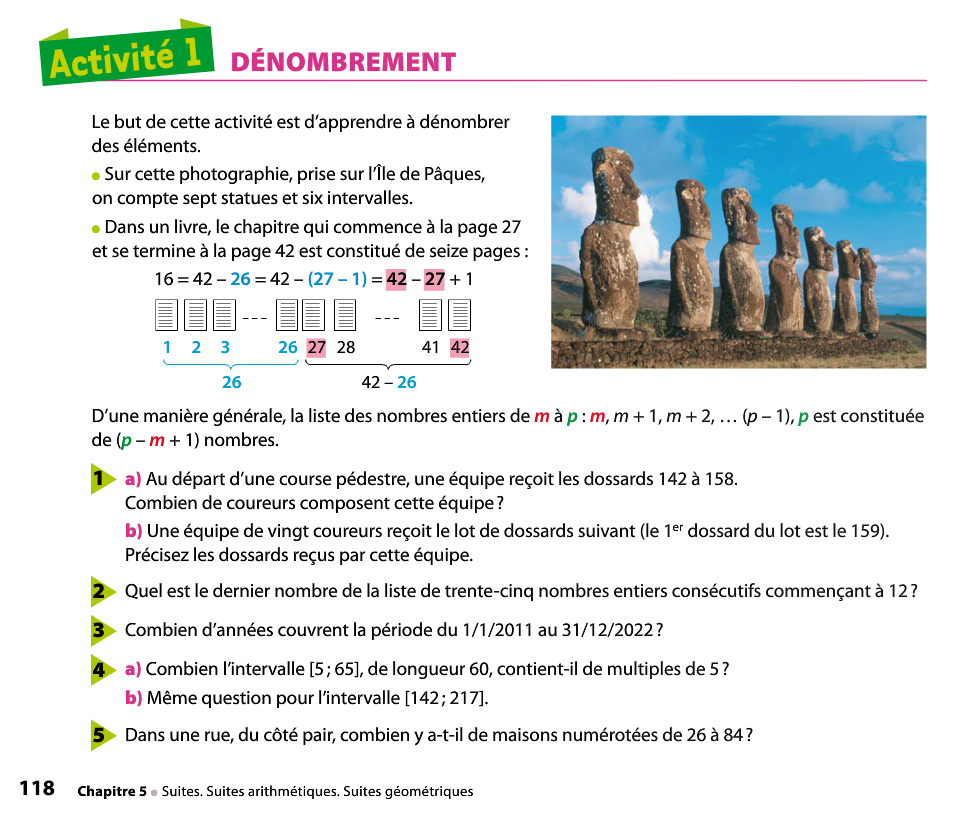 Activité 1
DÉNOMBREMENT
Le but de cette activité est d’apprendre à dénombrer
des éléments.
● Sur cette photographie, prise sur l’Île de Pâques,
on compte sept statues et six intervalles.
● Dans un livre, le chapitre qui commence à la page 27
et se termine à la page 42 est constitué de seize pages :
16 = 42 – 26 = 42 – (27 – 1) = 42 – 27 + 1
1 2 3 26 27 28 41 42
26 42 – 26
D’une manière générale, la liste des nombres entiers de m à p : m, m + 1, m + 2, … (p – 1), p est constituée
de (p – m + 1) nombres.
1 a) Au départ d’une course pédestre, une équipe reçoit les dossards 142 à 158.
Combien de coureurs composent cette équipe ?
b) Une équipe de vingt coureurs reçoit le lot de dossards suivant (le 1er dossard du lot est le 159).
Précisez les dossards reçus par cette équipe.
2 Quel est le dernier nombre de la liste de trente-cinq nombres entiers consécutifs commençant à 12 ?
3 Combien d’années couvrent la période du 1/1/2011 au 31/12/2022 ?
4 a) Combien l’intervalle [5 ; 65], de longueur 60, contient-il de multiples de 5 ?
b) Même question pour l’intervalle [142 ; 217].
5 Dans une rue, du côté pair, combien y a-t-il de maisons numérotées de 26 à 84 ?
118 Chapitre 5 ● Suites. Suites arithmétiques. Suites géométriques